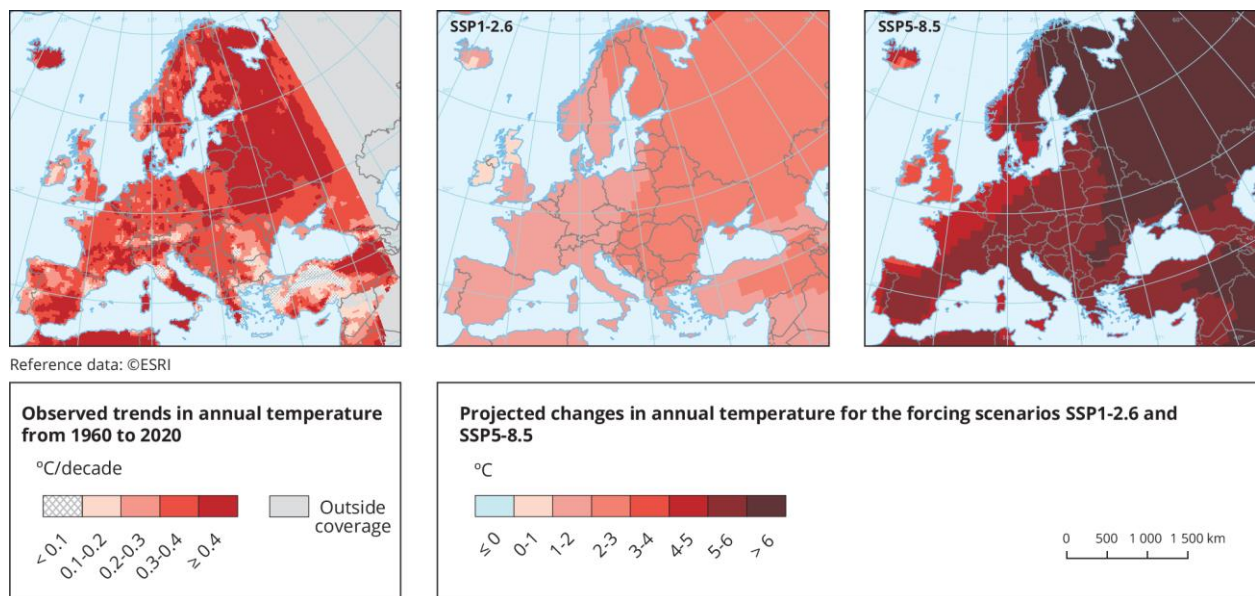 SSP1-2.6
SSP5-8.5
Reference data: ©ESRI
Observed trends in annual temperature
from 1960 to 2020
ºC/decade
< 0.1
0.1-0.2
0.2-0.3
0.3-0.4
≥ 0.4
Outside
coverage
Projected changes in annual temperature for the forcing scenarios SSP1-2.6 and
SSP5-8.5
ºC
≤ 0
0-1
1-2
2-3
3-4
4-5
5-6
> 6
0 500 1 000 1 500 km